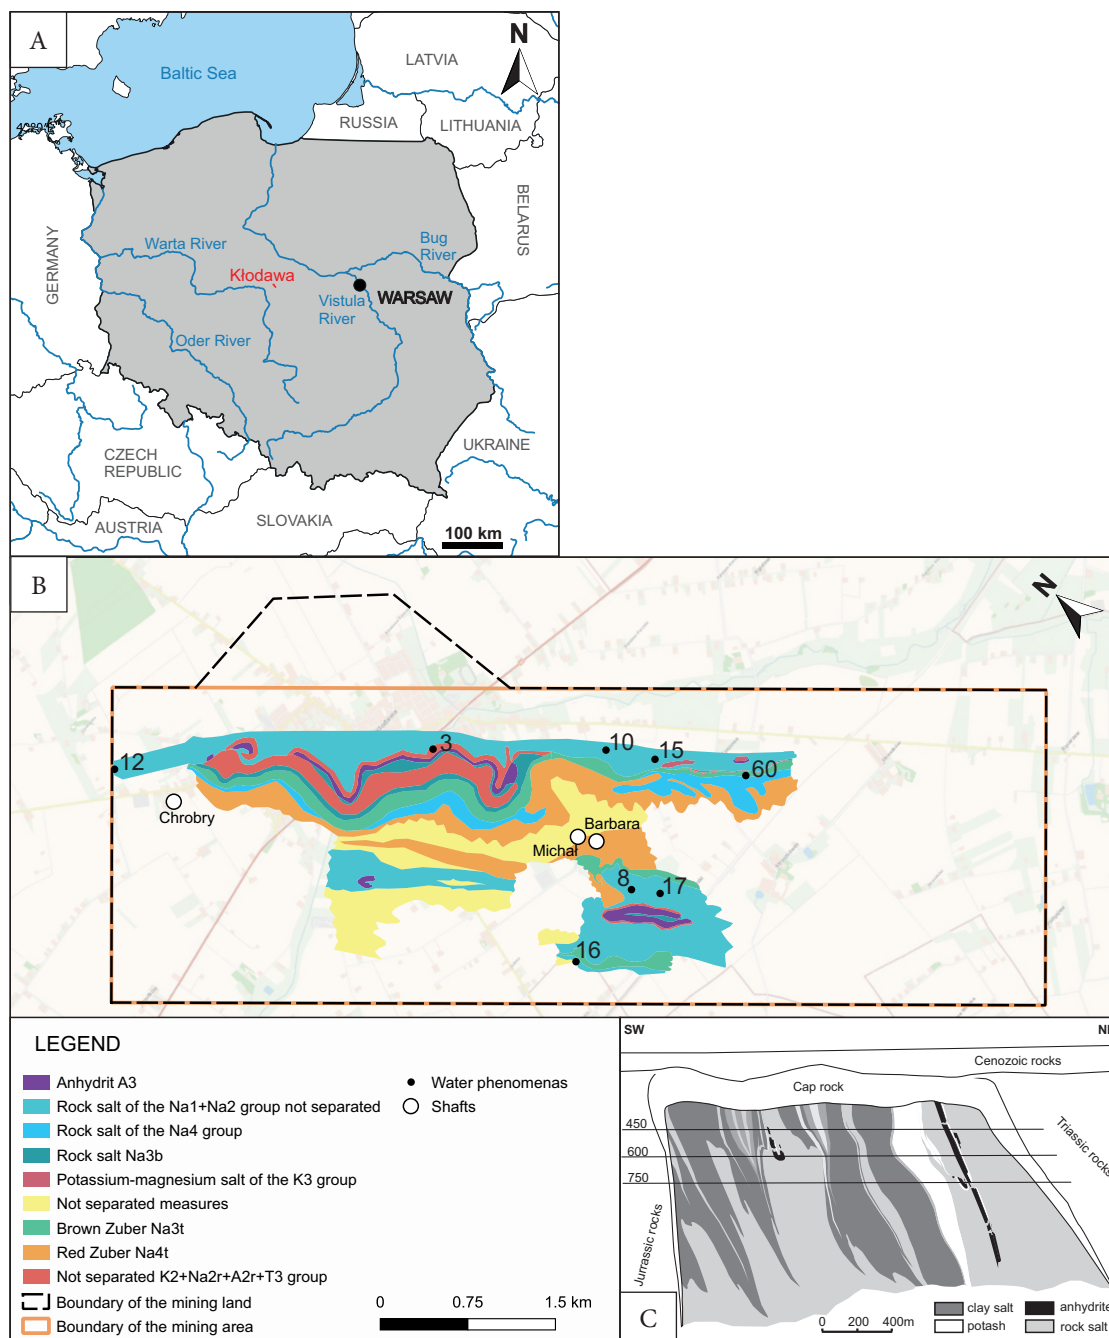 A
N
LATVIA
Baltic Sea
RUSSIA
LITHUANIA
BELARUS
GERMANY
Warta River
Bug
River
Kłodawa
WARSAW
Vistula
River
Oder River
UKRAINE
CZECH
REPUBLIC
SLOVAKIA
AUSTRIA
100 km
B
N
3
10
15
12
60
Chrobry
Barbara
Michał
8
17
16
LEGEND
Anhydrit A3
Rock salt of the Na1+Na2 group not separated
Rock salt of the Na4 group
Rock salt Na3b
Potassium-magnesium salt of the K3 group
Not separated measures
Brown Zuber Na3t
Red Zuber Na4t
Not separated K2+Na2r+A2r+T3 group
Boundary of the mining land
Boundary of the mining area
Water phenomenas
Shafts
0 0.75 1.5 km
SW
NE
Cenozoic rocks
Cap rock
450
600
750
Triassic rocks
Jurrassic rocks
C
clay salt
anhydrite
potash
rock salt
0 200 400m